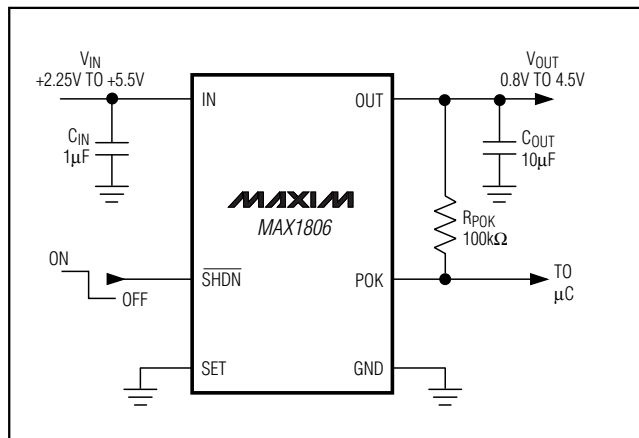 VIN
+2.25V TO +5.5V
CIN
1µF
ON
OFF
IN
SHDN
SET
MAXIM
MAX1806
OUT
POK
GND
VOUT
0.8V TO 4.5V
COUT
10µF
RPOK
100kΩ
TO
µC